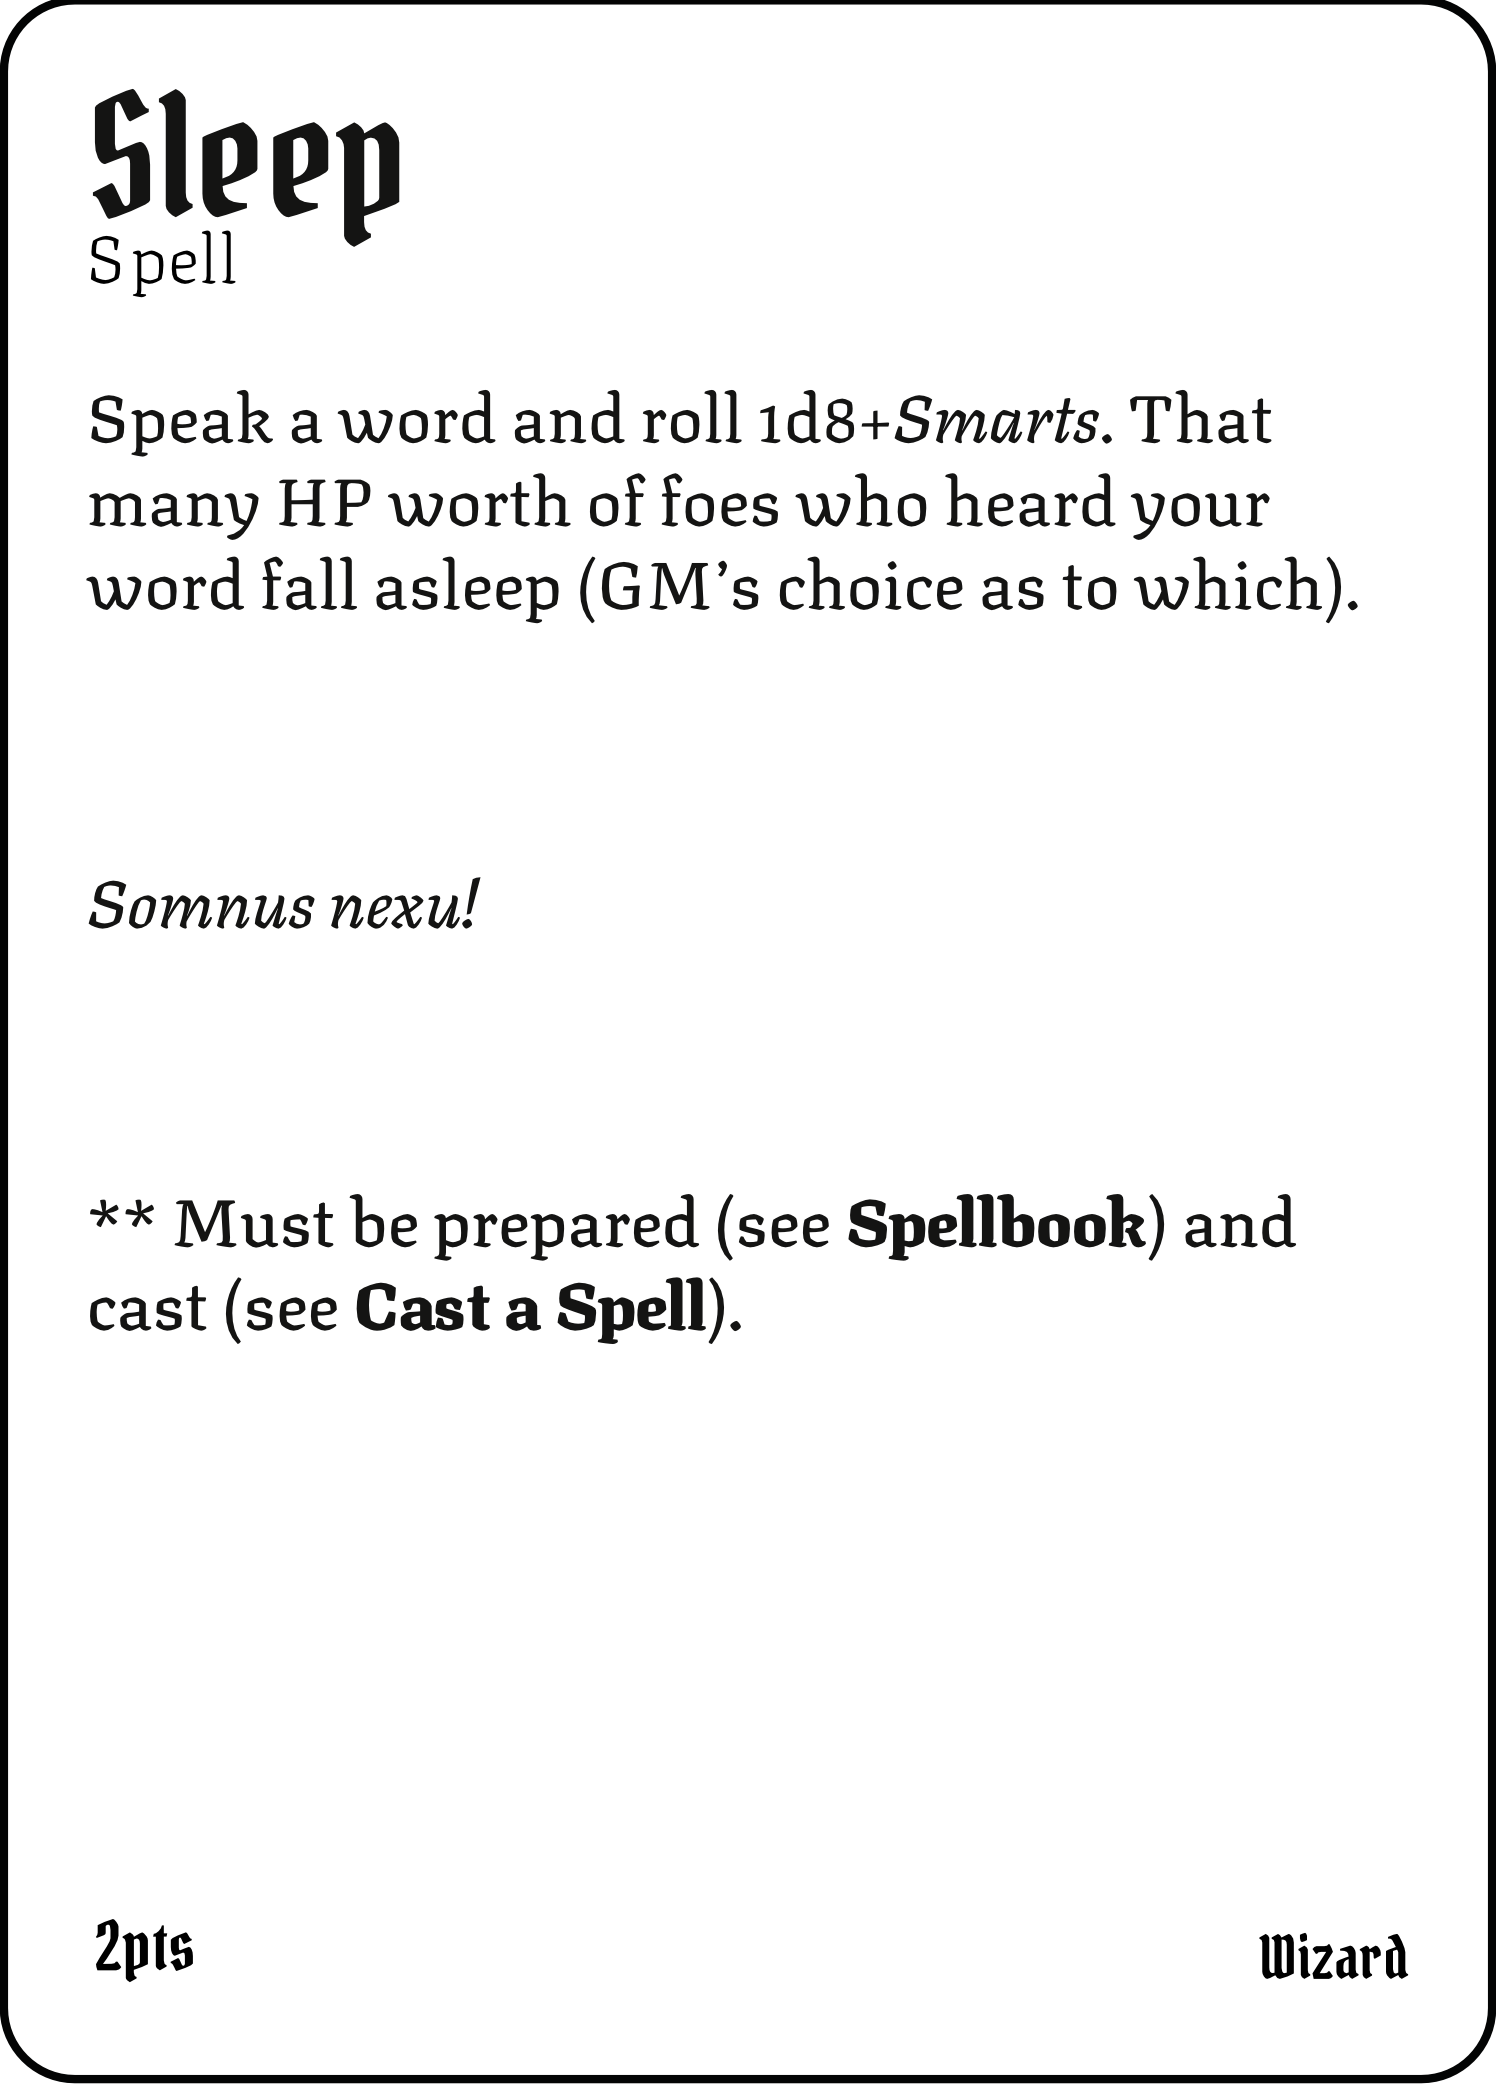 Sleep
Spell
Speak a word and roll 1d8+Smarts. That
many HP worth of foes who heard your
word fall asleep (GM’s choice as to which).
Somnus nexu!
** Must be prepared (see Spellbook) and
cast (see Cast a Spell).
2pts
Wizard